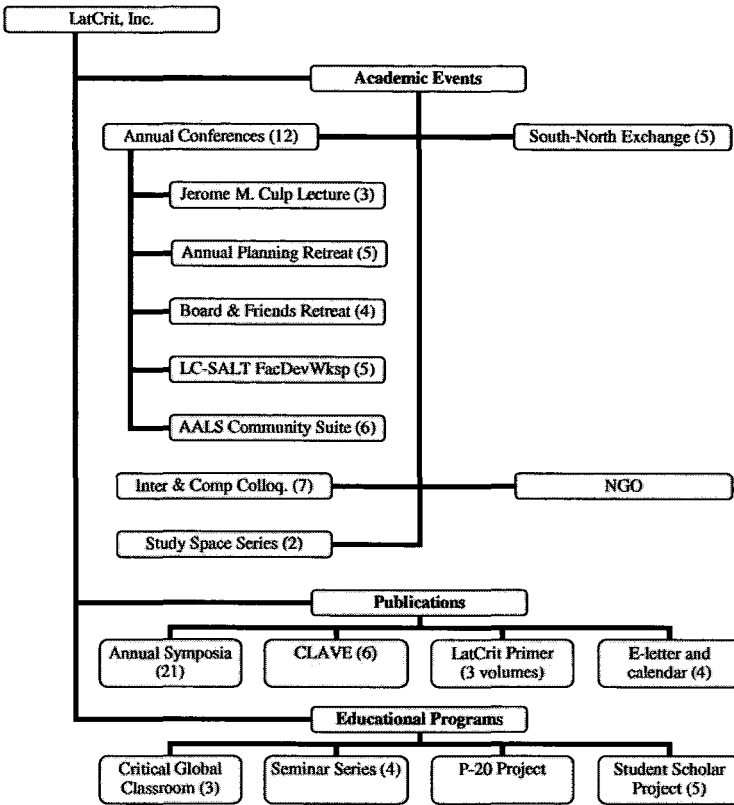 LatCrit, Inc.
Academic Events
Annual Conferences (12)
South-North Exchange (5)
Jerome M. Culp Lecture (3)
Annual Planning Retreat (5)
Board & Friends Retreat (4)
LC-SALT FacDevWksp (5)
AALS Community Suite (6)
Inter & Comp Colloq. (7)
NGO
Study Space Series (2)
Publications
Annual Symposia
(21)
CLAVE (6)
LatCrit Primer
(3 volumes)
E-letter and
calendar (4)
Educational Programs
Critical Global
Classroom (3)
Seminar Series (4)
P-20 Project
Student Scholar
Project (5)